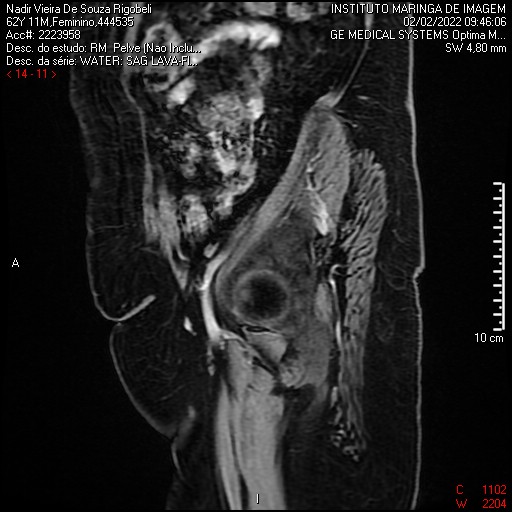 Nadir Vieira De Souza Rigobeli
62Y 11M,Feminino,444535
Acc#: 2223958
Desc. do estudo: RM_Pelve (Nao Inclu...
Desc. da série: WATER: SAG LAVA-Fl...
< 14 - 11 >
INSTITUTO MARINGA DE IMAGEM
02/02/2022 09:46:06
GE MEDICAL SYSTEMS Optima M...
SW 4,80 mm
A
10 cm
I
C 1102
W 2204